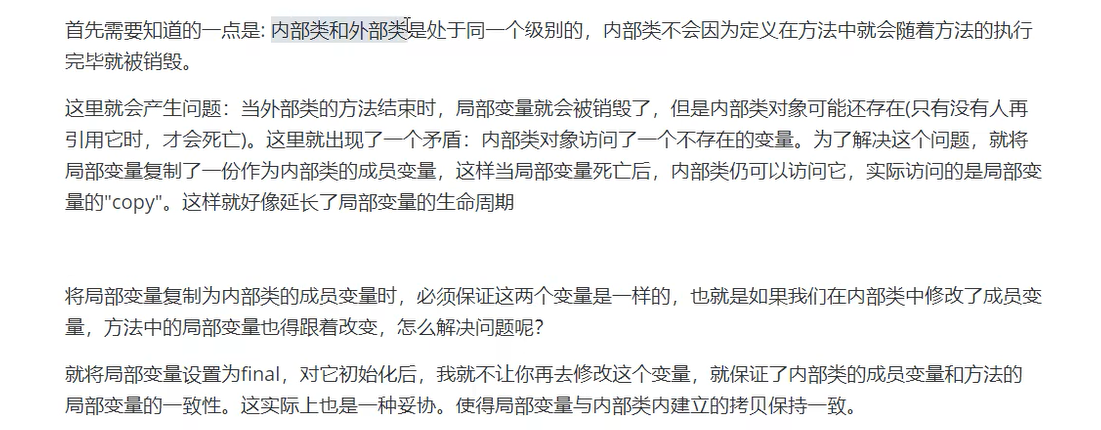 首先需要知道的一点是: 内部类和外部类是处于同一个级别的，内部类不会因为定义在方法中就会随着方法的执行
完毕就被销毁。
这里就会产生问题：当外部类的方法结束时，局部变量就会被销毁了，但是内部类对象可能还存在(只有没有人再
引用它时，才会死亡)。这里就出现了一个矛盾：内部类对象访问了一个不存在的变量。为了解决这个问题，就将
局部变量复制了一份作为内部类的成员变量，这样当局部变量死亡后，内部类仍可以访问它，实际访问的是局部变
量的"copy"。这样就好像延长了局部变量的生命周期
将局部变量复制为内部类的成员变量时，必须保证这两个变量是一样的，也就是如果我们在内部类中修改了成员变
量，方法中的局部变量也得跟着改变，怎么解决问题呢？
就将局部变量设置为final，对它初始化后，我就不让你再去修改这个变量，就保证了内部类的成员变量和方法的
局部变量的一致性。这实际上也是一种妥协。使得局部变量与内部类内建立的拷贝保持一致。